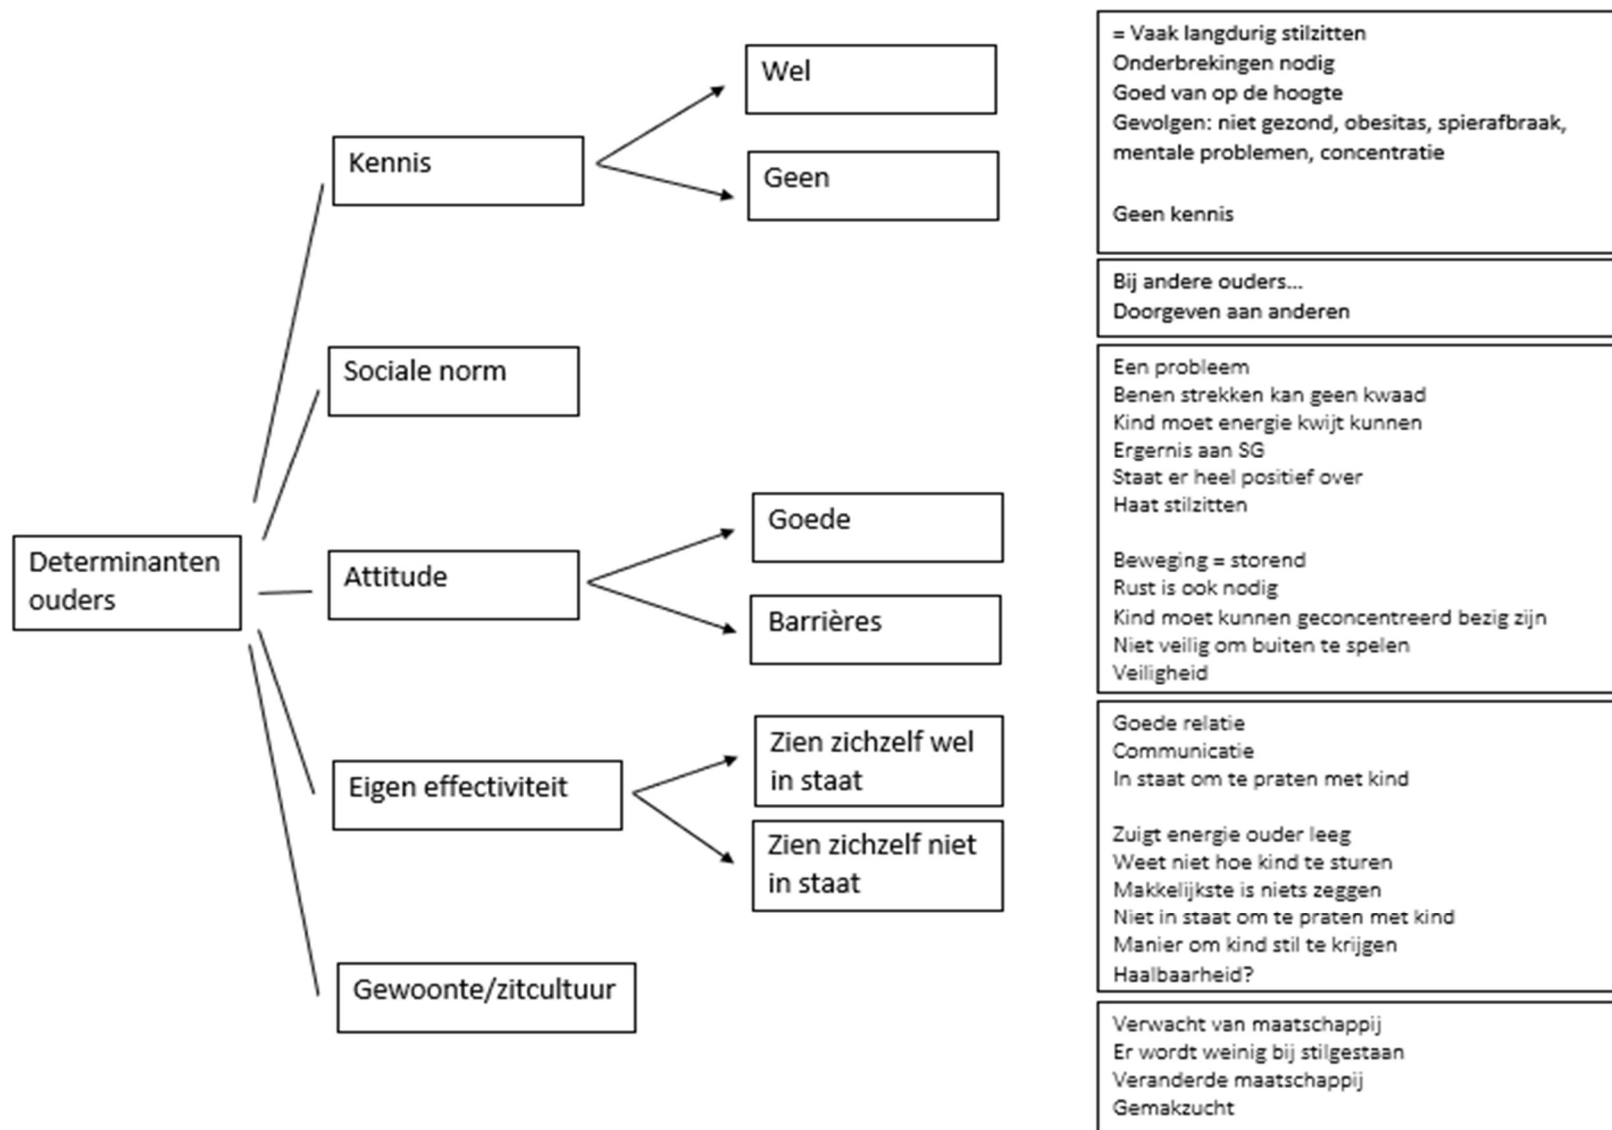 Determinanten
ouders
Kennis
Wel
Geen
Sociale norm
Attitude
Goede
Barrières
Eigen effectiviteit
Zien zichzelf wel
in staat
Zien zichzelf niet
in staat
Gewoonte/zitcultuur
= Vaak langdurig stilzitten
Onderbrekingen nodig
Goed van op de hoogte
Gevolgen: niet gezond, obesitas, spierafbraak,
mentale problemen, concentratie
Geen kennis
Bij andere ouders...
Doorgeven aan anderen
Een probleem
Benen strekken kan geen kwaad
Kind moet energie kwijt kunnen
Ergernis aan SG
Staat er heel positief over
Haat stilzitten
Beweging = storend
Rust is ook nodig
Kind moet kunnen geconcentreerd bezig zijn
Niet veilig om buiten te spelen
Veiligheid
Goede relatie
Communicatie
In staat om te praten met kind
Zuigt energie ouder leeg
Weet niet hoe kind te sturen
Makkelijkste is niets zeggen
Niet in staat om te praten met kind
Manier om kind stil te krijgen
Haalbaarheid?
Verwacht van maatschappij
Er wordt weinig bij stilgestaan
Veranderde maatschappij
Gemakzucht